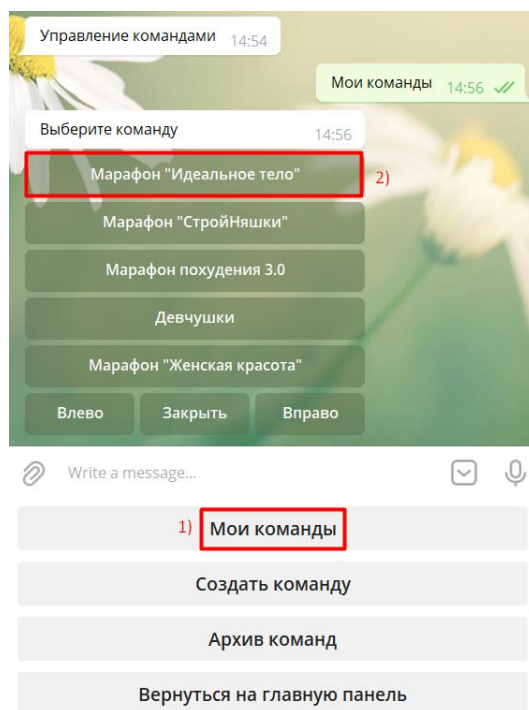 Управление командами 14:54
Мои команды 14:56
Выберите команду 14:56
Марафон "Идеальное тело" 2)
Марафон "СтройНяшки"
Марафон похудения 3.0
Девчушки
Марафон "Женская красота"
Влево Закрыть Вправо
Write a message...
1) Мои команды
Создать команду
Архив команд
Вернуться на главную панель